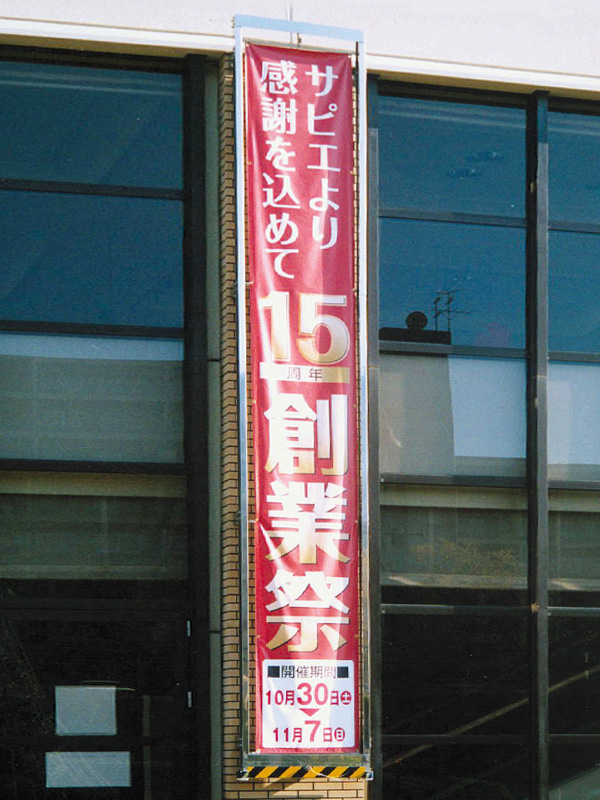 サピエより
感謝を込めて
15
周年
創業祭
■開催期間■
10月30日㊏
▼
11月7日㊐